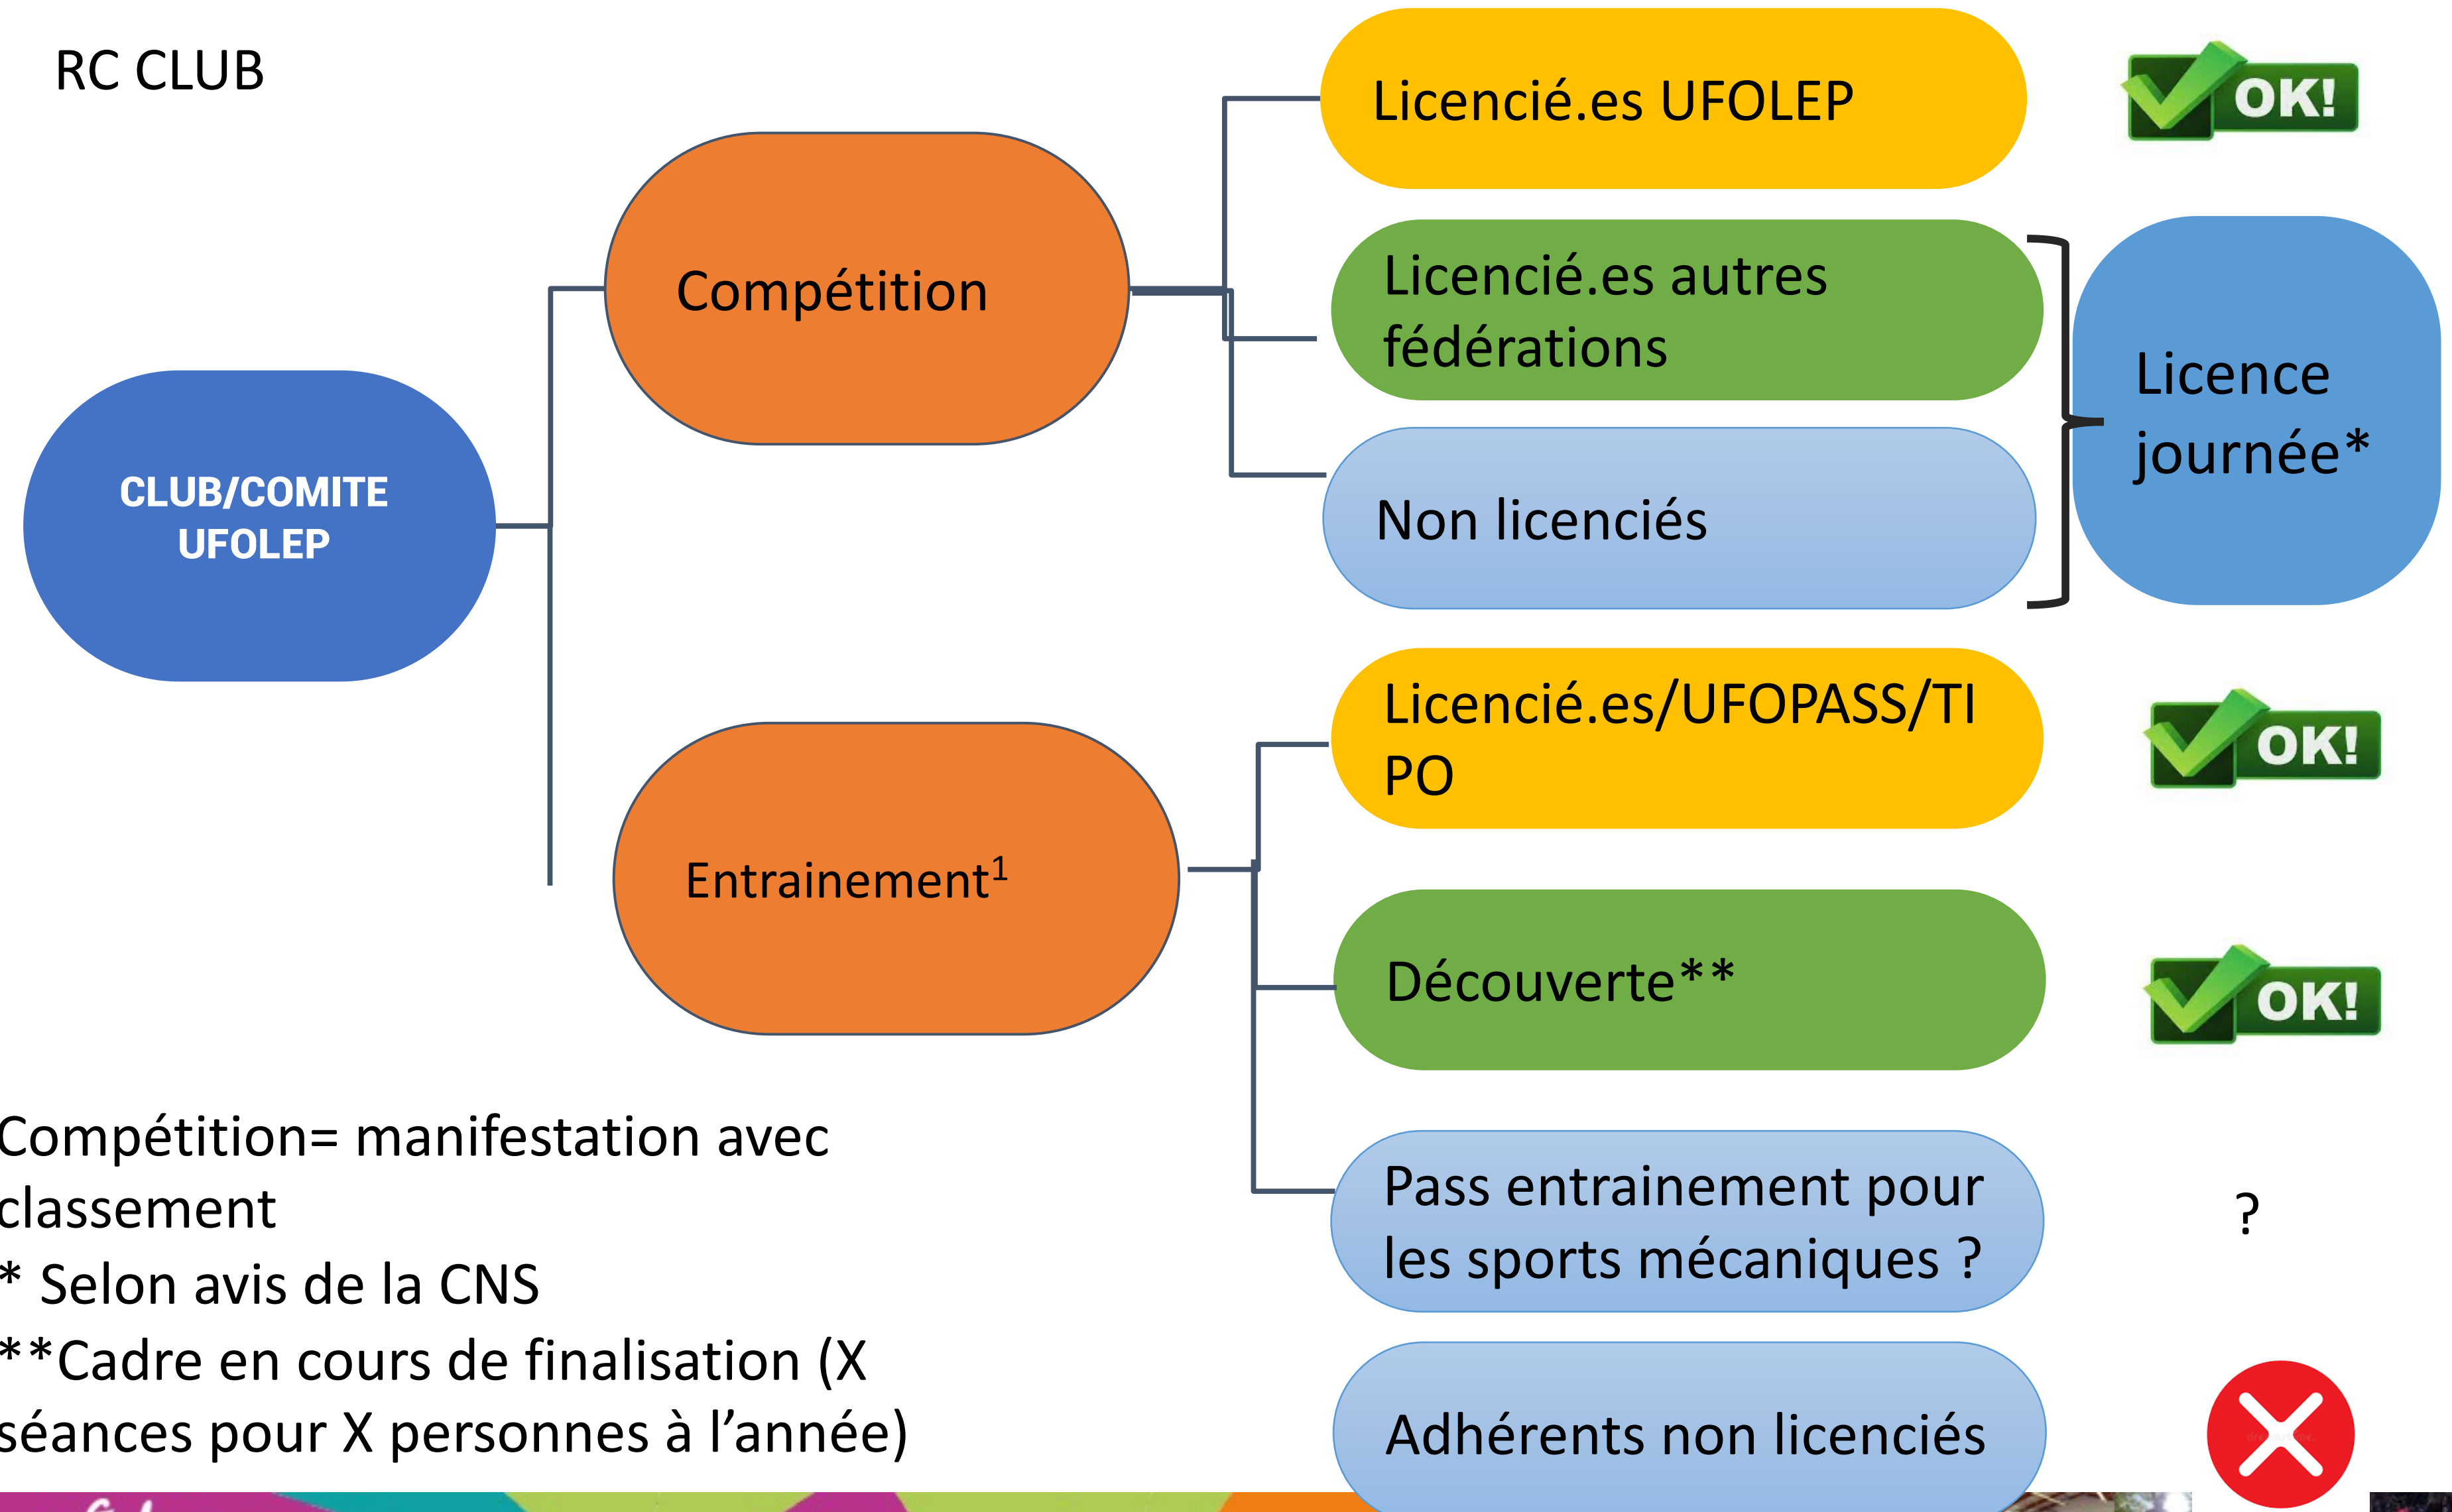 RC CLUB
Licencié.es UFOLEP
OK!
Compétition
Licencié.es autres
fédérations
Licence
journée*
Non licenciés
CLUB/COMITE
UFOLEP
Licencié.es/UFOPASS/TI
PO
OK!
Entrainement¹
Découverte**
OK!
Pass entrainement pour
les sports mécaniques ?
?
Adhérents non licenciés
Compétition= manifestation avec
classement
* Selon avis de la CNS
**Cadre en cours de finalisation (X
séances pour X personnes à l’année)